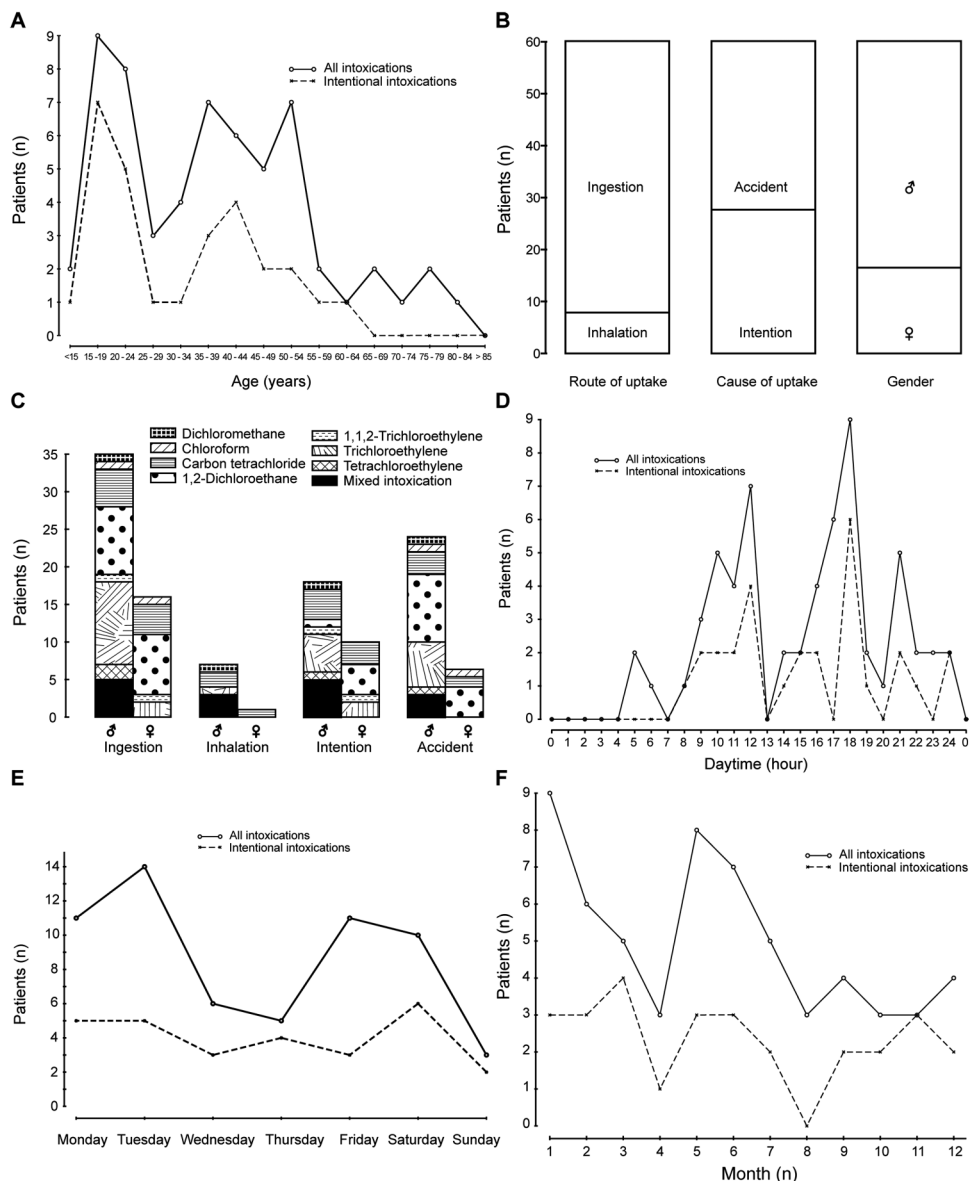 A
9
8
7
6
5
4
3
2
1
0
Patients (n)
All intoxications
Intentional intoxications
<15 15-19 20-24 25-29 30-34 35-39 40-44 45-49 50-54 55-59 60-64 65-69 70-74 75-79 80-84 >85
Age (years)
B
60
50
40
30
20
10
0
Patients (n)
Ingestion Accident ♂
Inhalation Intention ♀
Route of uptake Cause of uptake Gender
C
Dichloromethane
Chloroform
Carbon tetrachloride
1,2-Dichloroethane
1,1,2-Trichloroethylene
Trichloroethylene
Tetrachloroethylene
Mixed intoxication
35
30
25
20
15
10
5
0
Patients (n)
♂ ♀ ♂ ♀ ♂ ♀ ♂ ♀
Ingestion Inhalation Intention Accident
D
9
8
7
6
5
4
3
2
1
0
Patients (n)
All intoxications
Intentional intoxications
0 1 2 3 3 4 5 6 7 8 9 10 11 12 13 14 15 16 17 18 19 20 21 22 23 24 0
Daytime (hour)
E
All intoxications
Intentional intoxications
14
12
10
8
6
4
2
0
Patients (n)
Monday Tuesday Wednesday Thursday Friday Saturday Sunday
F
9
8
7
6
5
4
3
2
1
0
Patients (n)
All intoxications
Intentional intoxications
1 2 3 4 5 6 7 8 9 10 11 12
Month (n)